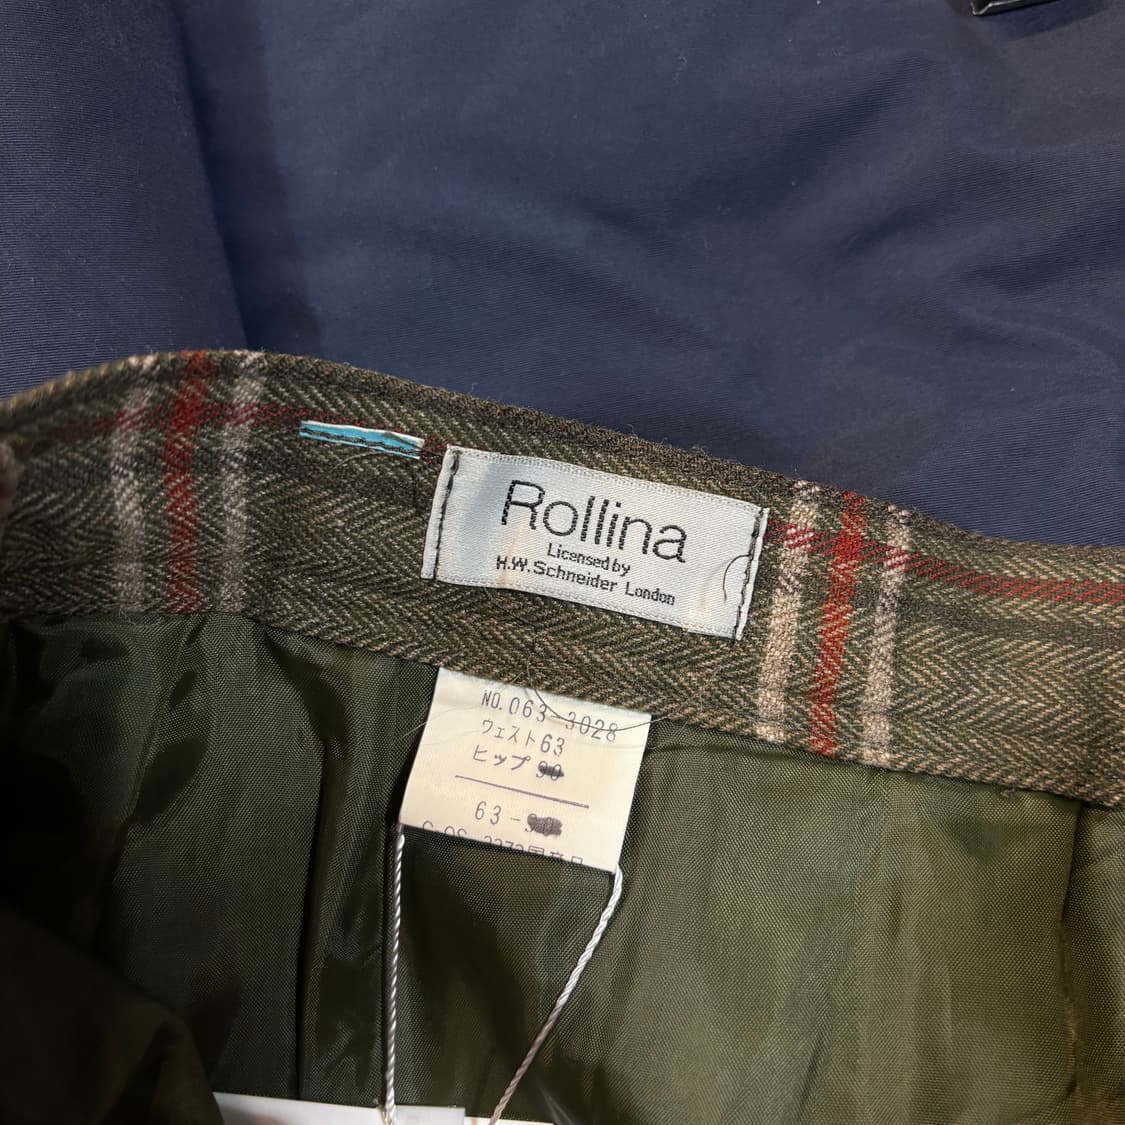 Rollina
Licensed by
H.W.Schneider London
NO.063-3028
ウェスト63
ヒップ
63-